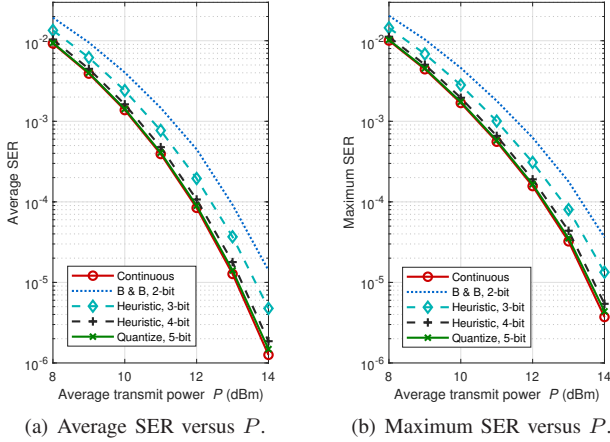 10^-2
10^-3
10^-4
10^-5
10^-6
Average SER
Continuous
B & B, 2-bit
Heuristic, 3-bit
Heuristic, 4-bit
Quantize, 5-bit
8 10 12 14
Average transmit power P (dBm)
(a) Average SER versus P.
10^-2
10^-3
10^-4
10^-5
10^-6
Maximum SER
Continuous
B & B, 2-bit
Heuristic, 3-bit
Heuristic, 4-bit
Quantize, 5-bit
8 10 12 14
Average transmit power P (dBm)
(b) Maximum SER versus P.